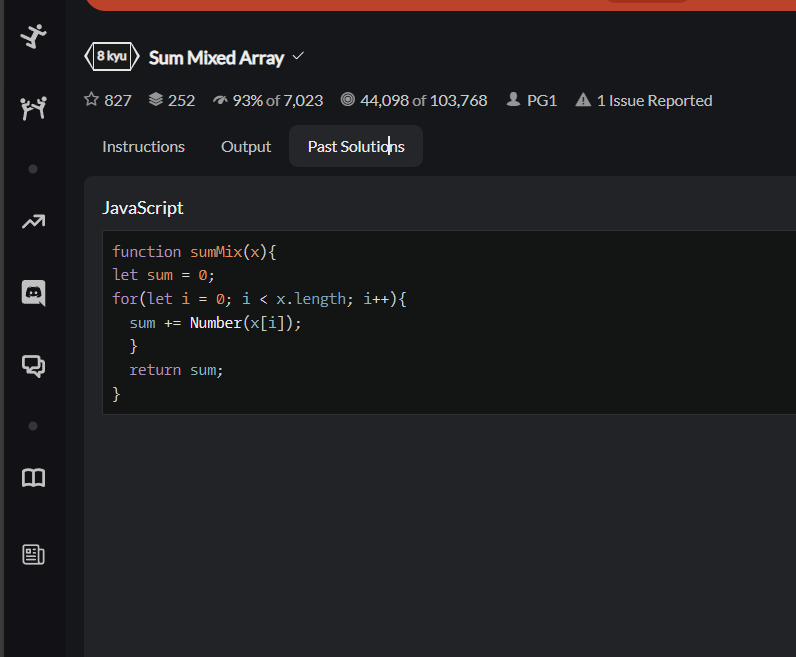 8 kyu Sum Mixed Array
827 252 93% of 7,023 44,098 of 103,768 PG1 1 Issue Reported
Instructions Output Past Solutions
JavaScript
function sumMix(x){
let sum = 0;
for(let i = 0; i < x.length; i++){
  sum += Number(x[i]);
  }
  return sum;
}